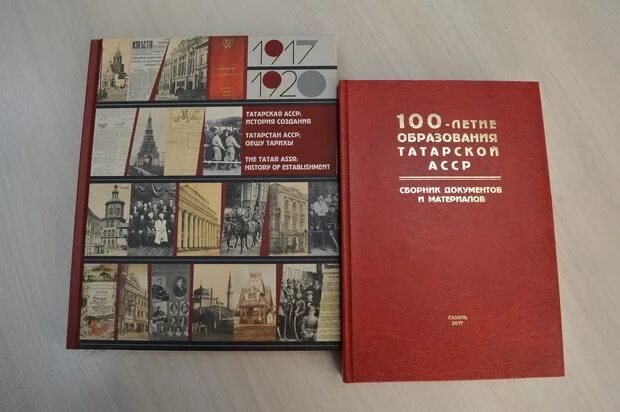 ИЗВѢСТІЯ
1917
1920
ТАТАРСКАЯ АССР:
ИСТОРИЯ СОЗДАНИЯ
ТАТАРСТАН АССР:
ОЕШУ ТАРИХЫ
THE TATAR ASSR:
HISTORY OF ESTABLISHMENT
100-ЛЕТИЕ
ОБРАЗОВАНИЯ
ТАТАРСКОЙ
АССР
СБОРНИК ДОКУМЕНТОВ
И МАТЕРИАЛОВ
КАЗАНЬ
2017